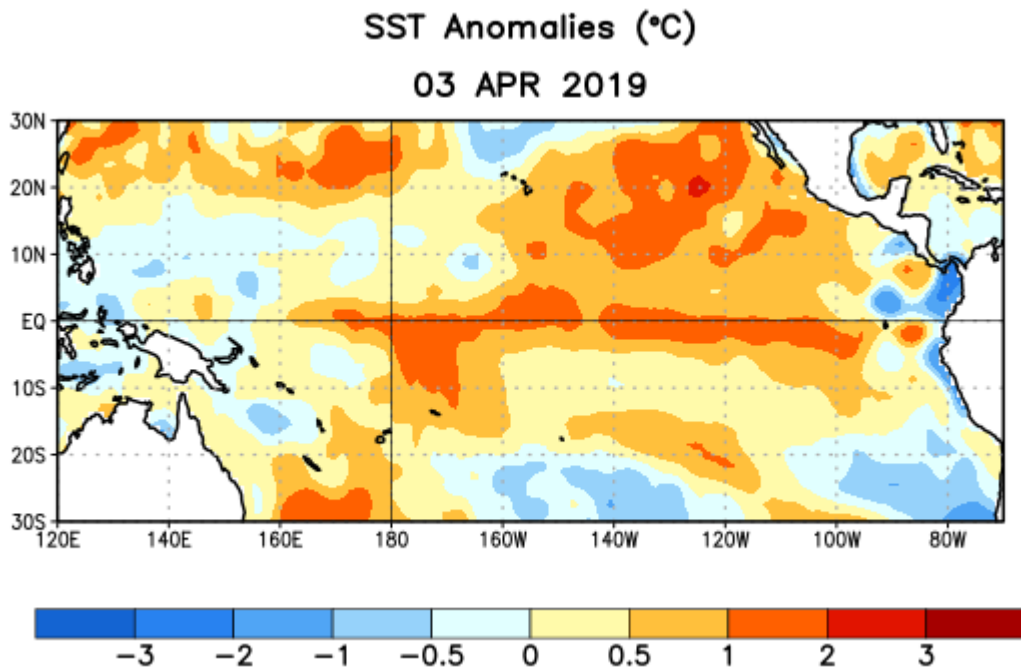 SST Anomalies (°C)
03 APR 2019
30N
20N
10N
EQ
10S
20S
30S
120E 140E 160E 180 160W 140W 120W 100W 80W
-3 -2 -1 -0.5 0 0.5 1 2 3